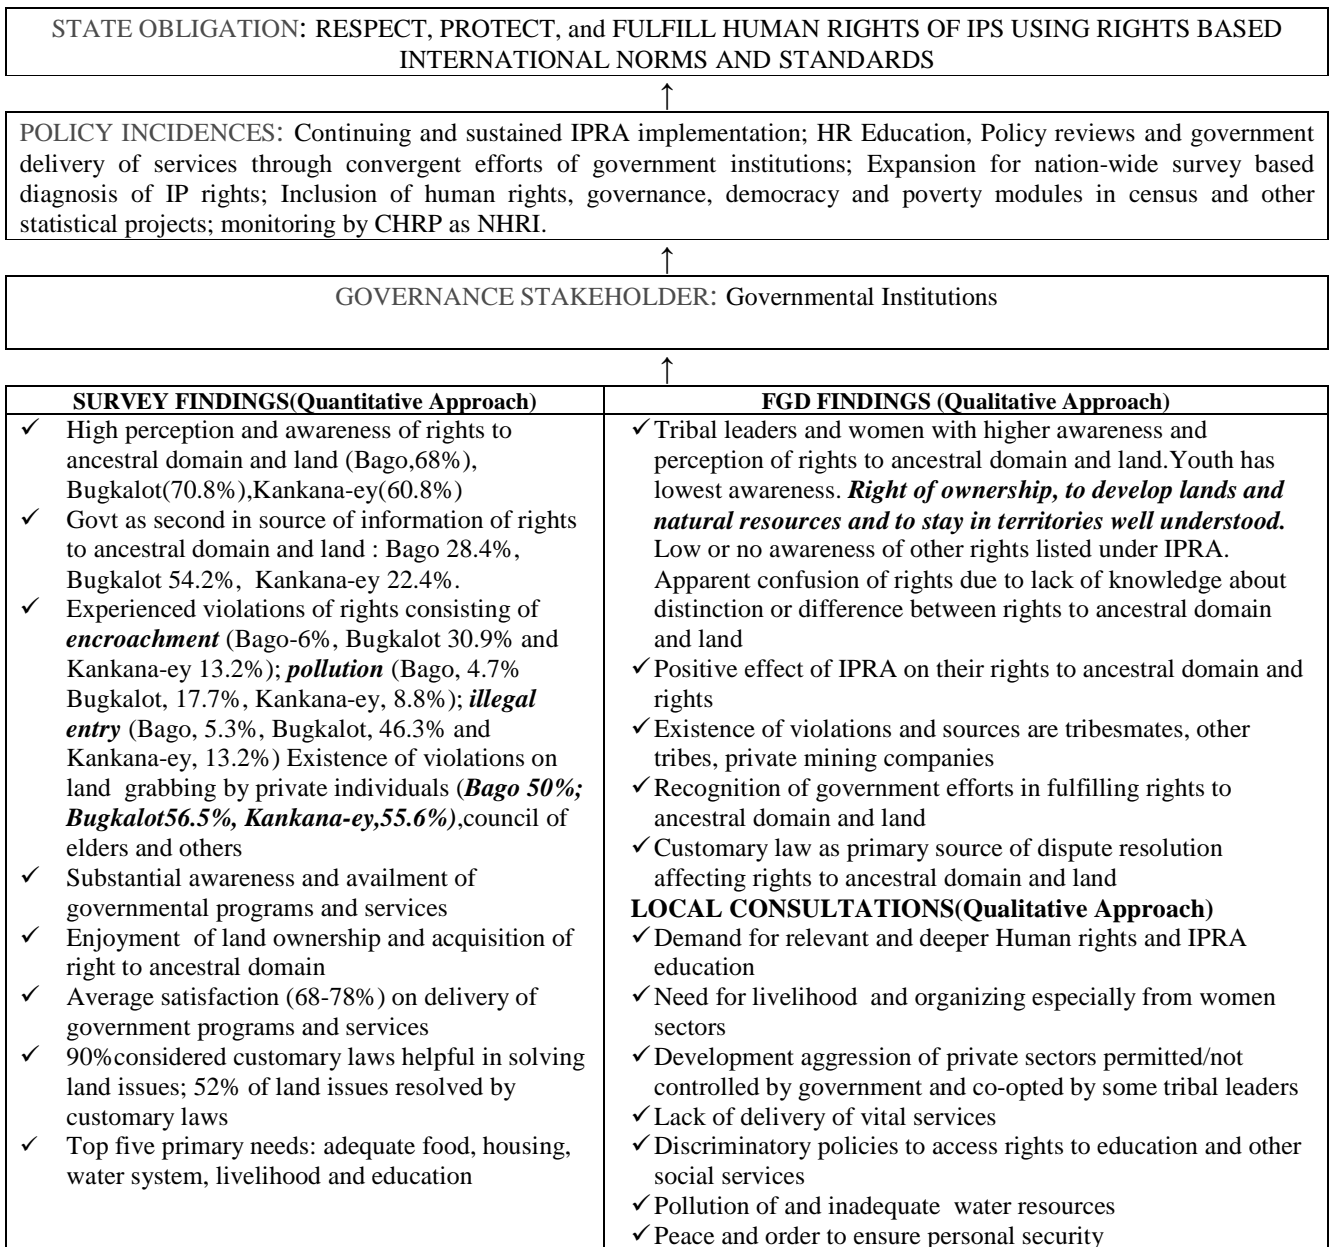 STATE OBLIGATION: RESPECT, PROTECT, and FULFILL HUMAN RIGHTS OF IPS USING RIGHTS BASED
INTERNATIONAL NORMS AND STANDARDS
↑
POLICY INCIDENCES: Continuing and sustained IPRA implementation; HR Education, Policy reviews and government
delivery of services through convergent efforts of government institutions; Expansion for nation-wide survey based
diagnosis of IP rights; Inclusion of human rights, governance, democracy and poverty modules in census and other
statistical projects; monitoring by CHRP as NHRI.
↑
GOVERNANCE STAKEHOLDER: Governmental Institutions
↑
SURVEY FINDINGS(Quantitative Approach)
✓ High perception and awareness of rights to
ancestral domain and land (Bago,68%),
Bugkalot(70.8%),Kankana-ey(60.8%)
✓ Govt as second in source of information of rights
to ancestral domain and land : Bago 28.4%,
Bugkalot 54.2%, Kankana-ey 22.4%.
✓ Experienced violations of rights consisting of
encroachment (Bago-6%, Bugkalot 30.9% and
Kankana-ey 13.2%); pollution (Bago, 4.7%
Bugkalot, 17.7%, Kankana-ey, 8.8%); illegal
entry (Bago, 5.3%, Bugkalot, 46.3% and
Kankana-ey, 13.2%) Existence of violations on
land grabbing by private individuals (Bago 50%;
Bugkalot56.5%, Kankana-ey,55.6%),council of
elders and others
✓ Substantial awareness and availment of
governmental programs and services
✓ Enjoyment of land ownership and acquisition of
right to ancestral domain
✓ Average satisfaction (68-78%) on delivery of
government programs and services
✓ 90%considered customary laws helpful in solving
land issues; 52% of land issues resolved by
customary laws
✓ Top five primary needs: adequate food, housing,
water system, livelihood and education
FGD FINDINGS (Qualitative Approach)
✓ Tribal leaders and women with higher awareness and
perception of rights to ancestral domain and land.Youth has
lowest awareness. Right of ownership, to develop lands and
natural resources and to stay in territories well understood.
Low or no awareness of other rights listed under IPRA.
Apparent confusion of rights due to lack of knowledge about
distinction or difference between rights to ancestral domain
and land
✓ Positive effect of IPRA on their rights to ancestral domain and
rights
✓ Existence of violations and sources are tribesmates, other
tribes, private mining companies
✓ Recognition of government efforts in fulfilling rights to
ancestral domain and land
✓ Customary law as primary source of dispute resolution
affecting rights to ancestral domain and land
LOCAL CONSULTATIONS(Qualitative Approach)
✓ Demand for relevant and deeper Human rights and IPRA
education
✓ Need for livelihood and organizing especially from women
sectors
✓ Development aggression of private sectors permitted/not
controlled by government and co-opted by some tribal leaders
✓ Lack of delivery of vital services
✓ Discriminatory policies to access rights to education and other
social services
✓ Pollution of and inadequate water resources
✓ Peace and order to ensure personal security